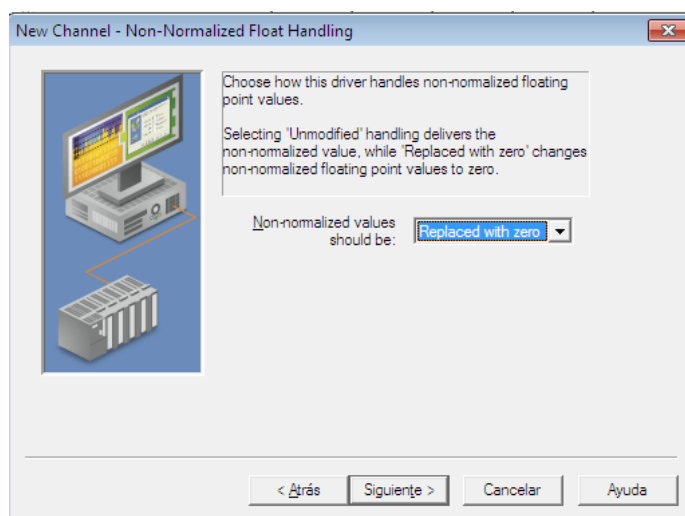 New Channel - Non-Normalized Float Handling
Choose how this driver handles non-normalized floating
point values.
Selecting 'Unmodified' handling delivers the
non-normalized value, while 'Replaced with zero' changes
non-normalized floating point values to zero.
Non-normalized values
should be:
Replaced with zero
< Atrás
Siguiente >
Cancelar
Ayuda